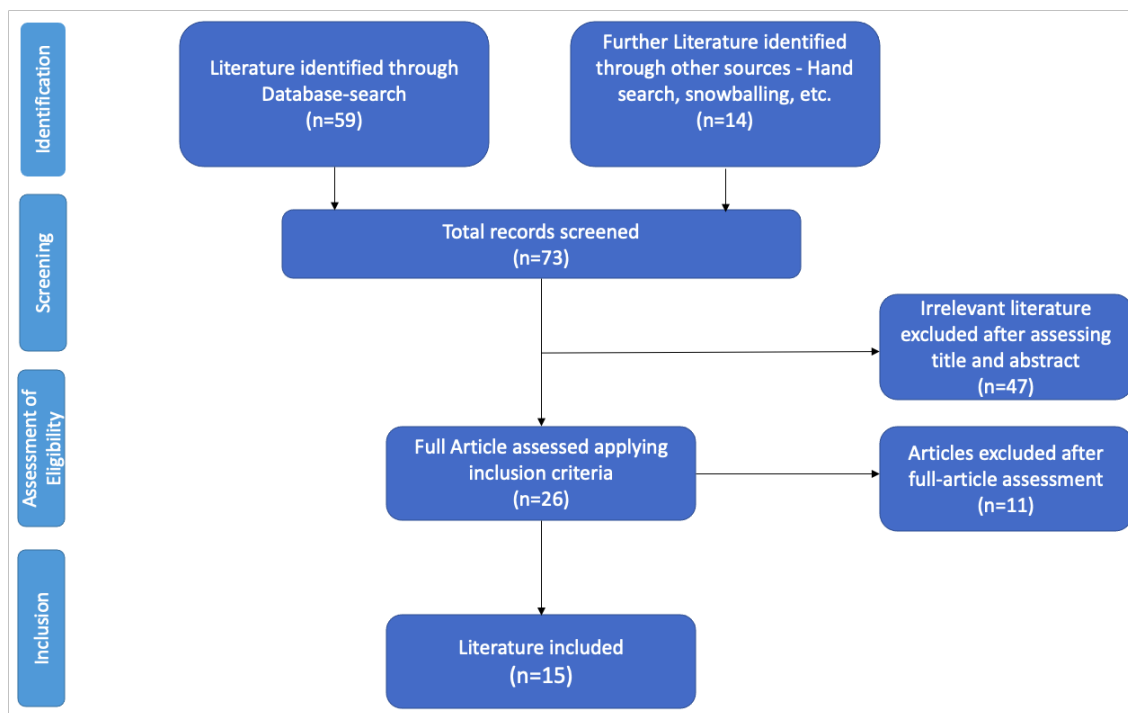 Identification
Literature identified through
Database-search
(n=59)
Further Literature identified
through other sources - Hand
search, snowballing, etc.
(n=14)
Screening
Total records screened
(n=73)
Irrelevant literature
excluded after assessing
title and abstract
(n=47)
Assessment of
Eligibility
Full Article assessed applying
inclusion criteria
(n=26)
Articles excluded after
full-article assessment
(n=11)
Inclusion
Literature included
(n=15)